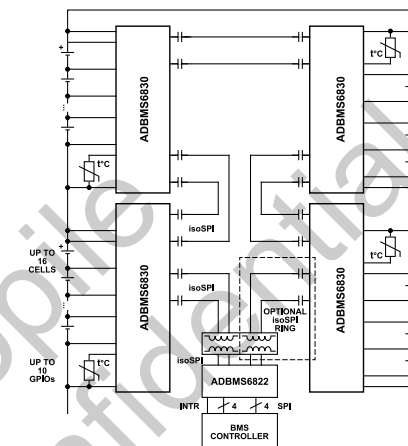 ADBMS6830
ADBMS6830
t°C
t°C
isoSPI
ADBMS6830
ADBMS6830
t°C
UP TO
16
CELLS
isoSPI
OPTIONAL
isoSPI
RING
UP TO
10
GPIOs
t°C
isoSPI
ADBMS6822
INTR
4
4
SPI
BMS
CONTROLLER